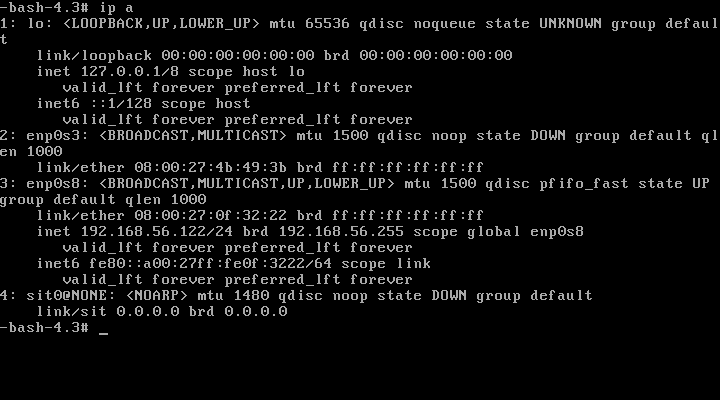 -bash-4.3# ip a
1: lo: <LOOPBACK,UP,LOWER_UP> mtu 65536 qdisc noqueue state UNKNOWN group defaul
t
    link/loopback 00:00:00:00:00:00 brd 00:00:00:00:00:00
    inet 127.0.0.1/8 scope host lo
       valid_lft forever preferred_lft forever
    inet6 ::1/128 scope host
       valid_lft forever preferred_lft forever
2: enp0s3: <BROADCAST,MULTICAST> mtu 1500 qdisc noop state DOWN group default ql
en 1000
    link/ether 08:00:27:4b:49:3b brd ff:ff:ff:ff:ff:ff
3: enp0s8: <BROADCAST,MULTICAST,UP,LOWER_UP> mtu 1500 qdisc pfifo_fast state UP
group default qlen 1000
    link/ether 08:00:27:0f:32:22 brd ff:ff:ff:ff:ff:ff
    inet 192.168.56.122/24 brd 192.168.56.255 scope global enp0s8
       valid_lft forever preferred_lft forever
    inet6 fe80::a00:27ff:fe0f:3222/64 scope link
       valid_lft forever preferred_lft forever
4: sit0@NONE: <NOARP> mtu 1480 qdisc noop state DOWN group default
    link/sit 0.0.0.0 brd 0.0.0.0
-bash-4.3# _